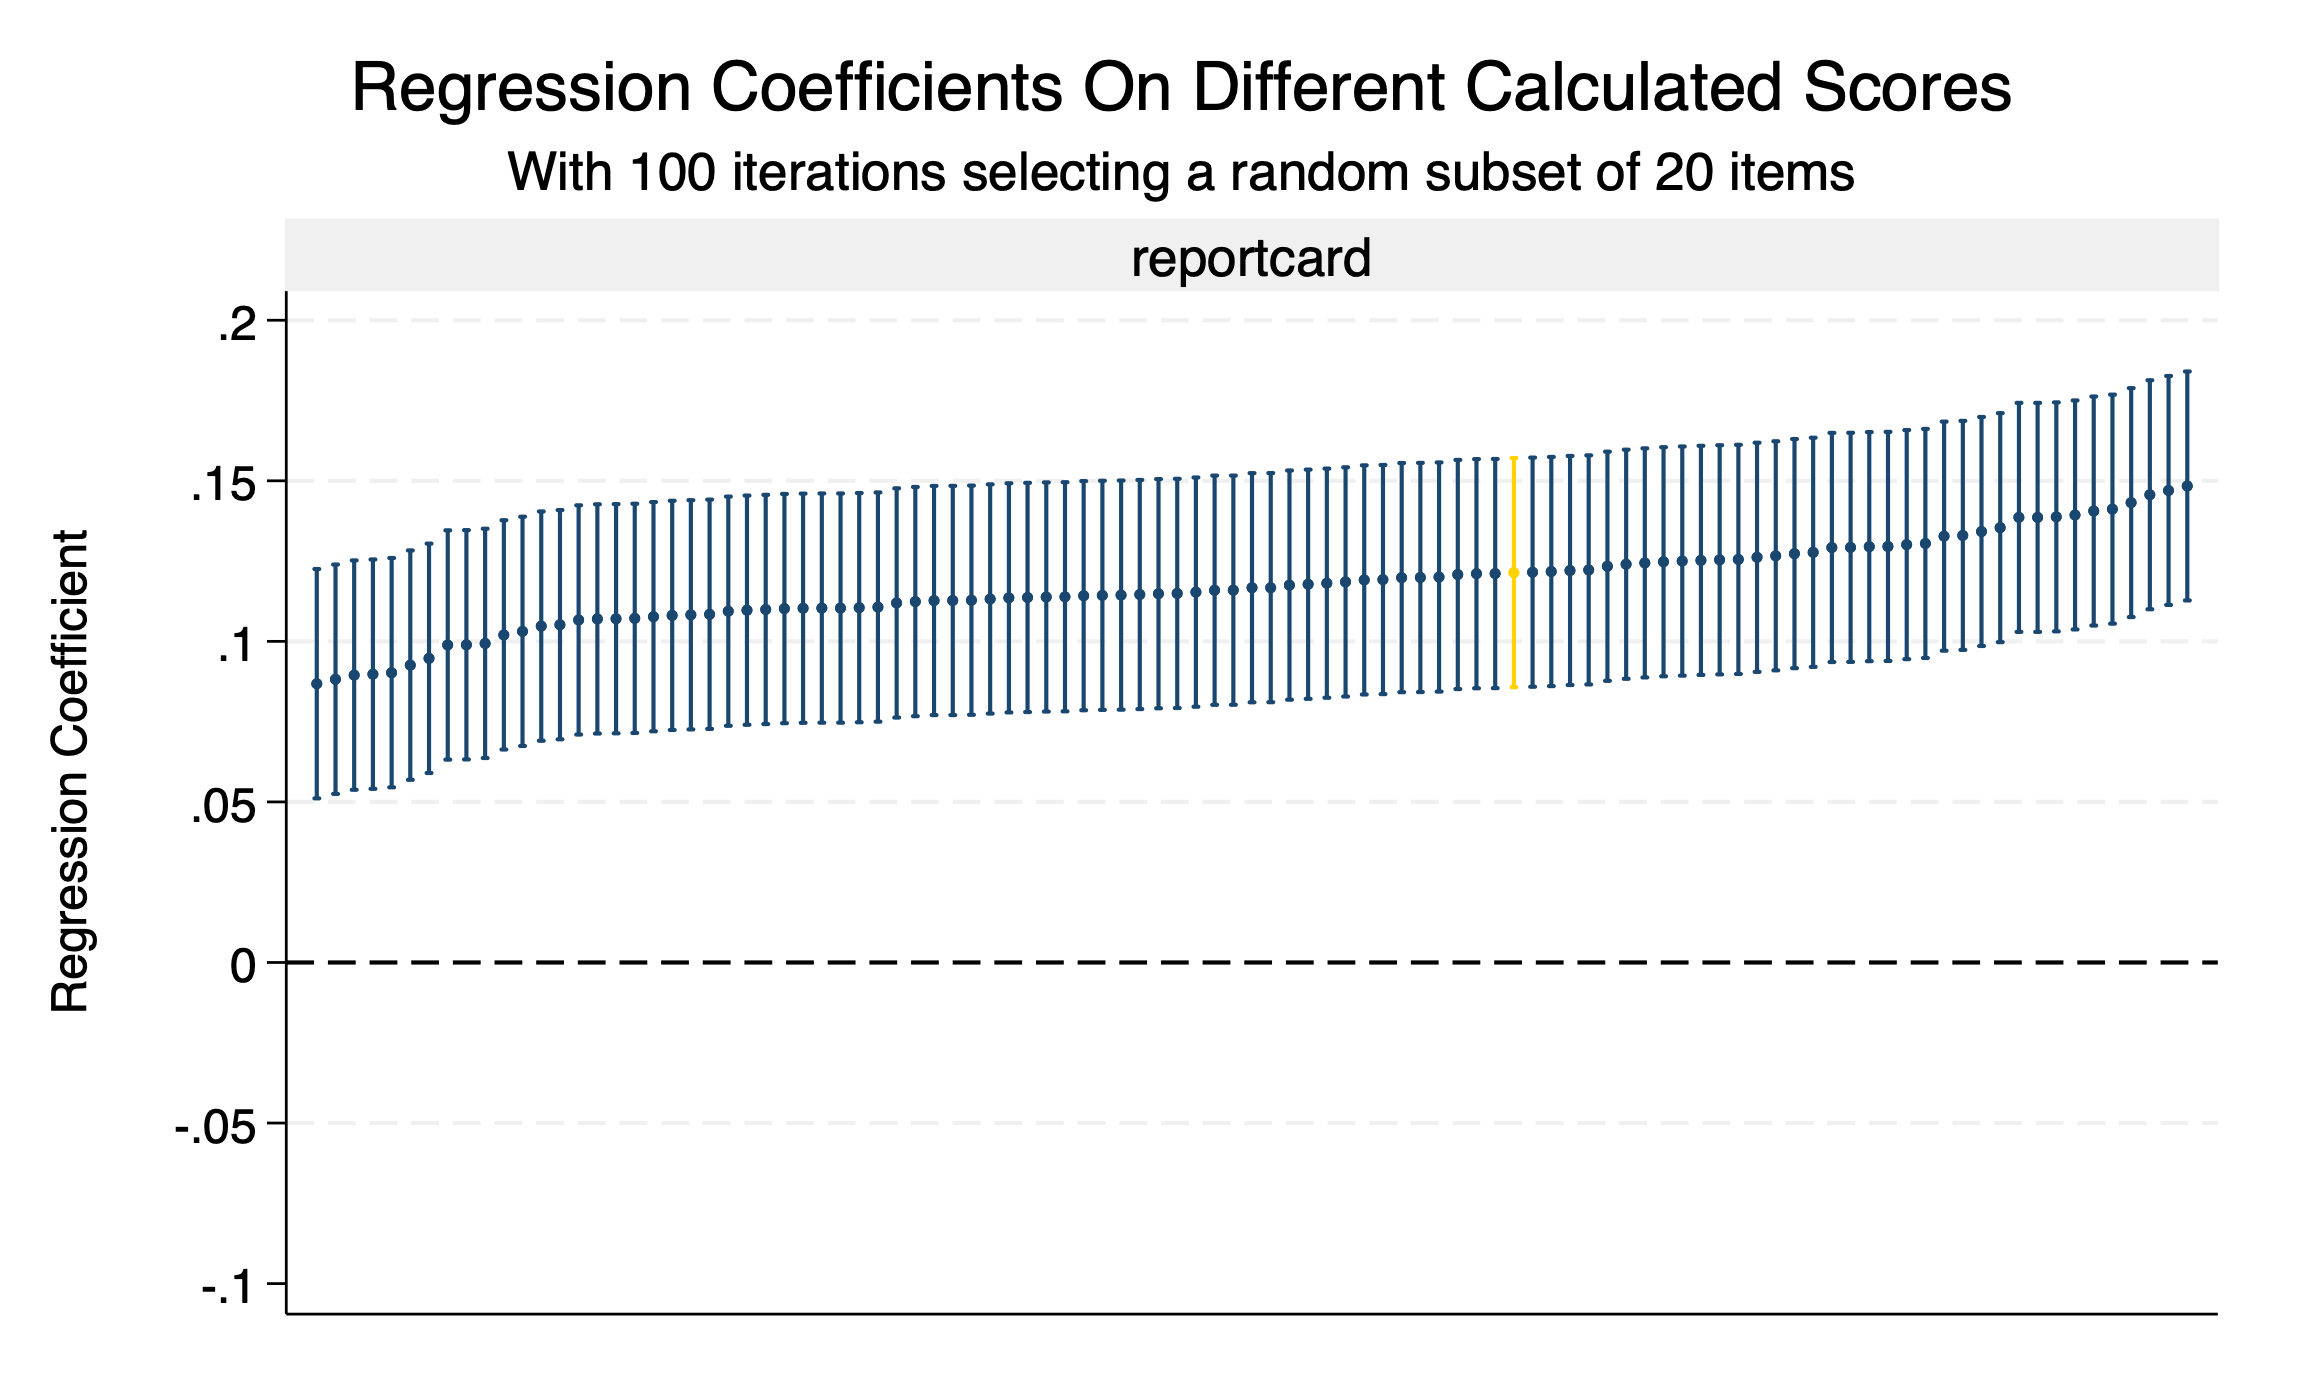 Regression Coefficients On Different Calculated Scores
With 100 iterations selecting a random subset of 20 items
reportcard
Regression Coefficient
.2
.15
.1
.05
0
-.05
-.1